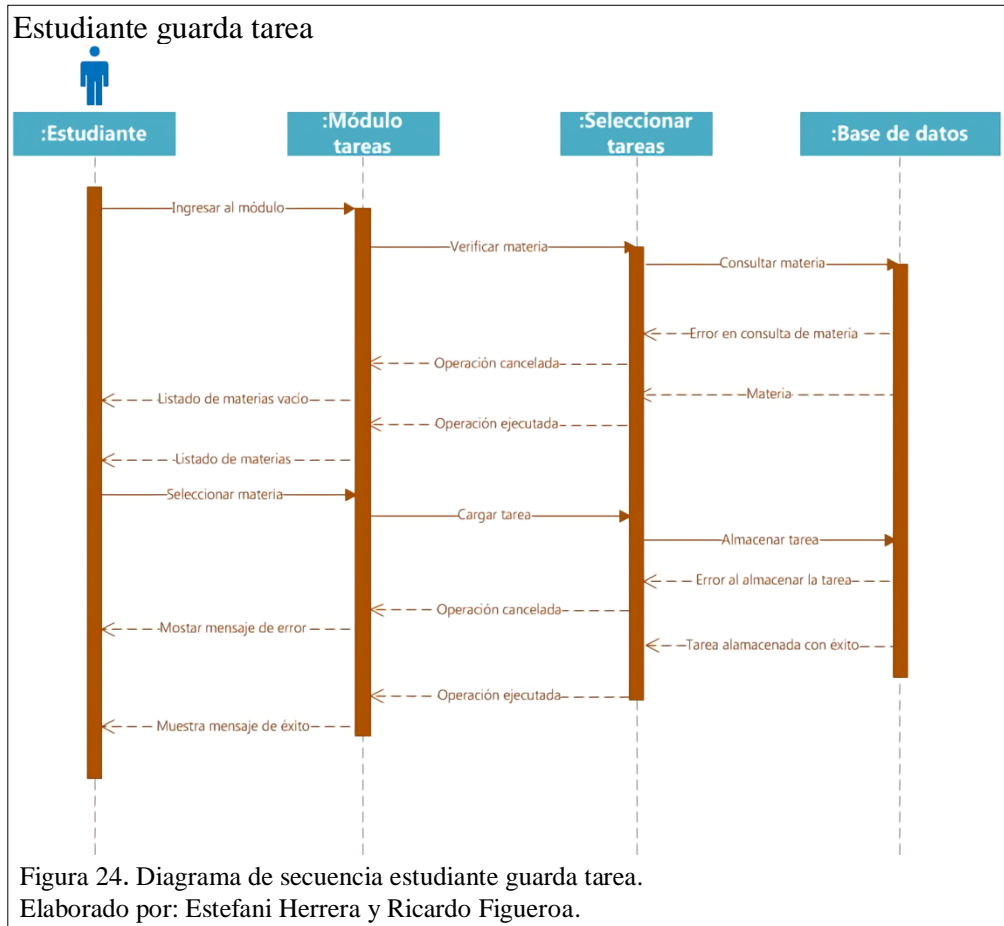 Estudiante guarda tarea
:Estudiante
:Módulo
tareas
:Seleccionar
tareas
:Base de datos
Ingresar al módulo
Verificar materia
Consultar materia
Error en consulta de materia
Operación cancelada
Materia
Listado de materias vacío
Operación ejecutada
Listado de materias
Seleccionar materia
Cargar tarea
Almacenar tarea
Error al almacenar la tarea
Operación cancelada
Mostar mensaje de error
Tarea alamacenada con éxito
Operación ejecutada
Muestra mensaje de éxito
Figura 24. Diagrama de secuencia estudiante guarda tarea.
Elaborado por: Estefani Herrera y Ricardo Figueroa.